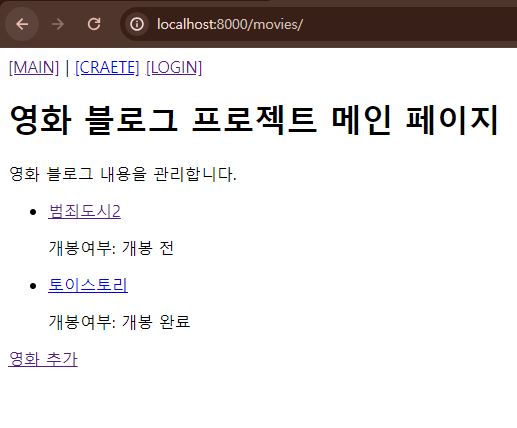 localhost:8000/movies/
[MAIN] | [CRAETE] [LOGIN]
영화 블로그 프로젝트 메인 페이지
영화 블로그 내용을 관리합니다.
범죄도시2
개봉여부: 개봉 전
토이스토리
개봉여부: 개봉 완료
영화 추가